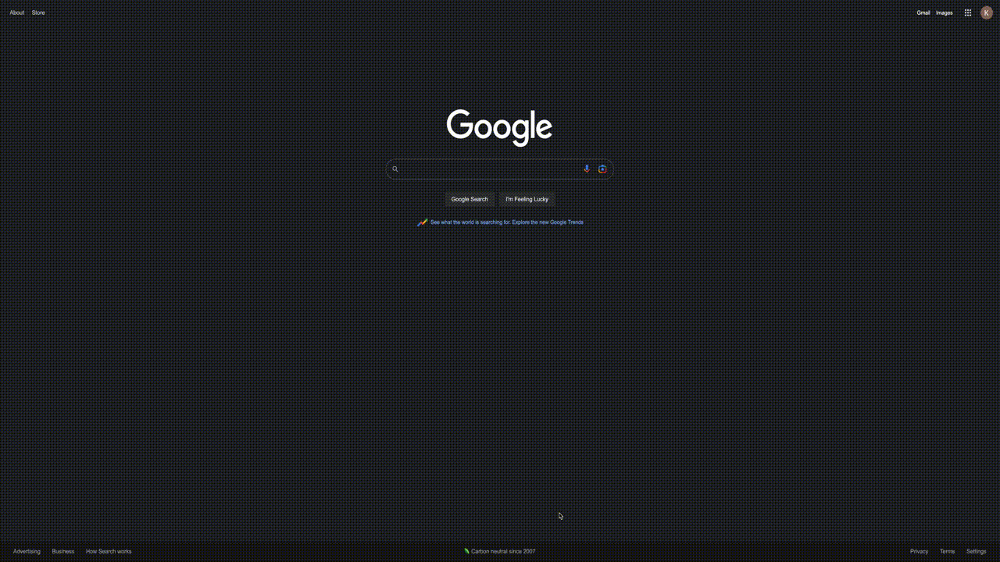 About Store Gmail Images K
Google
Google Search I'm Feeling Lucky
See what the world is searching for. Explore the new Google Trends
Advertising Business How Search works Carbon neutral since 2007 Privacy Terms Settings